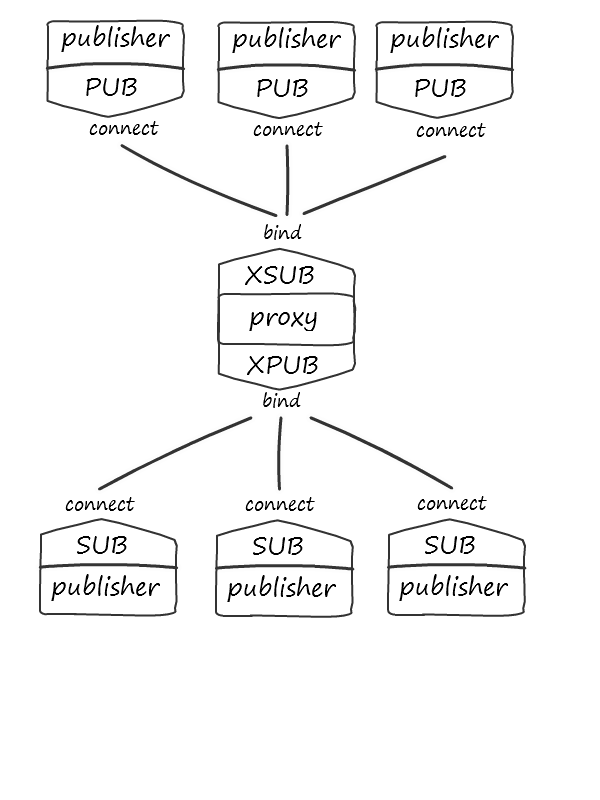 publisher publisher publisher
PUB PUB PUB
connect connect connect
bind
XSUB
proxy
XPUB
bind
connect connect connect
SUB SUB SUB
publisher publisher publisher